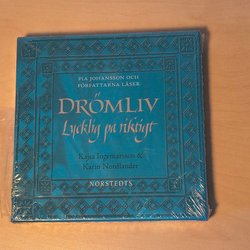 PIA JOHANSSON OCH
FÖRFATTARNA LÄSER
DRÖMLIV
Lycklig på riktigt
Kajsa Ingemarsson &
Karin Nordlander
NORSTEDTS